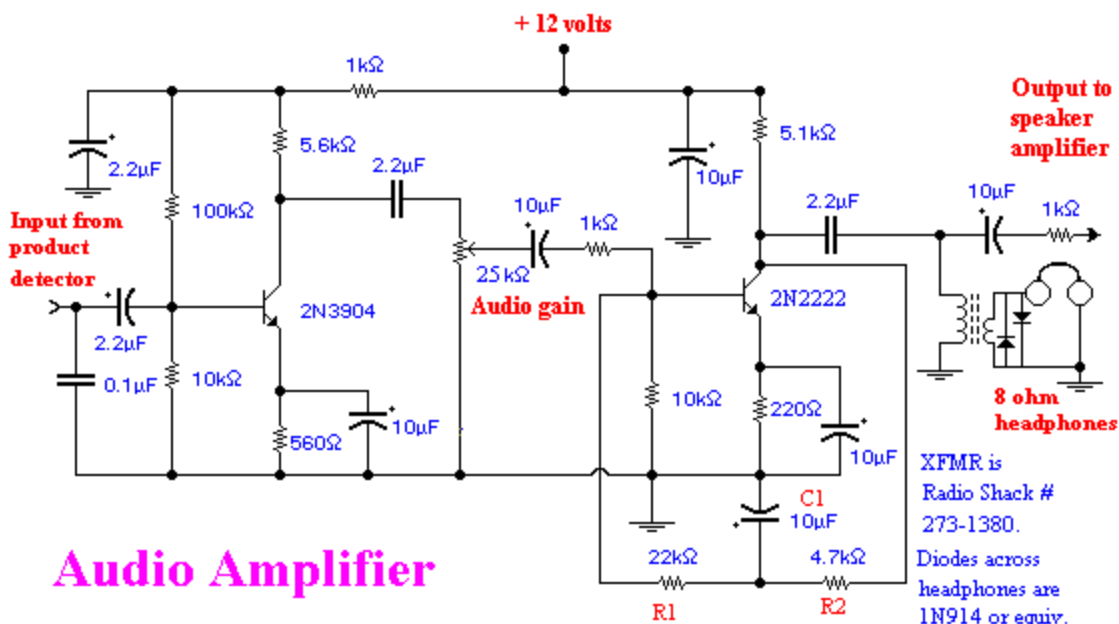 + 12 volts
1kΩ
Output to
speaker
amplifier
+
2.2µF
5.6kΩ
2.2µF
+
10µF
5.1kΩ
100kΩ
+
10µF
1kΩ
2.2µF
+
10µF
1kΩ
Input from
product
detector
25kΩ
Audio gain
+
2.2µF
2N3904
2N2222
0.1µF
10kΩ
560Ω
+
10µF
10kΩ
220Ω
+
10µF
8 ohm
headphones
C1
+
10µF
XFMR is
Radio Shack #
273-1380.
Diodes across
headphones are
1N914 or equiv.
22kΩ
R1
4.7kΩ
R2
Audio Amplifier